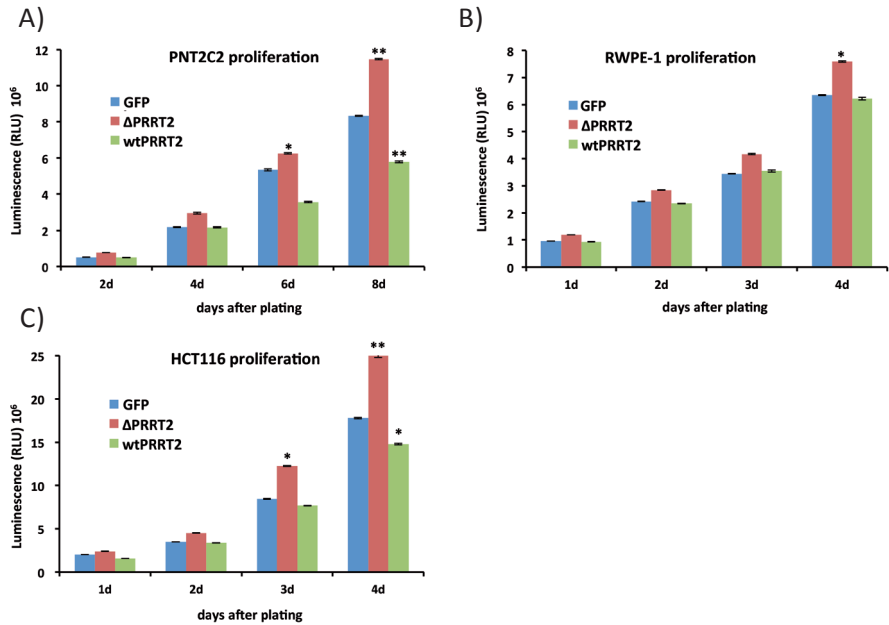 A)
PNT2C2 proliferation
Luminescence (RLU) 10⁶
12
10
8
6
4
2
0
GFP
ΔPRRT2
wtPRRT2
*
**
**
2d
4d
6d
8d
days after plating
B)
RWPE-1 proliferation
Luminescence (RLU) 10⁶
8
7
6
5
4
3
2
1
0
GFP
ΔPRRT2
wtPRRT2
*
1d
2d
3d
4d
days after plating
C)
HCT116 proliferation
Luminescence (RLU) 10⁶
25
20
15
10
5
0
GFP
ΔPRRT2
wtPRRT2
*
**
*
1d
2d
3d
4d
days after plating